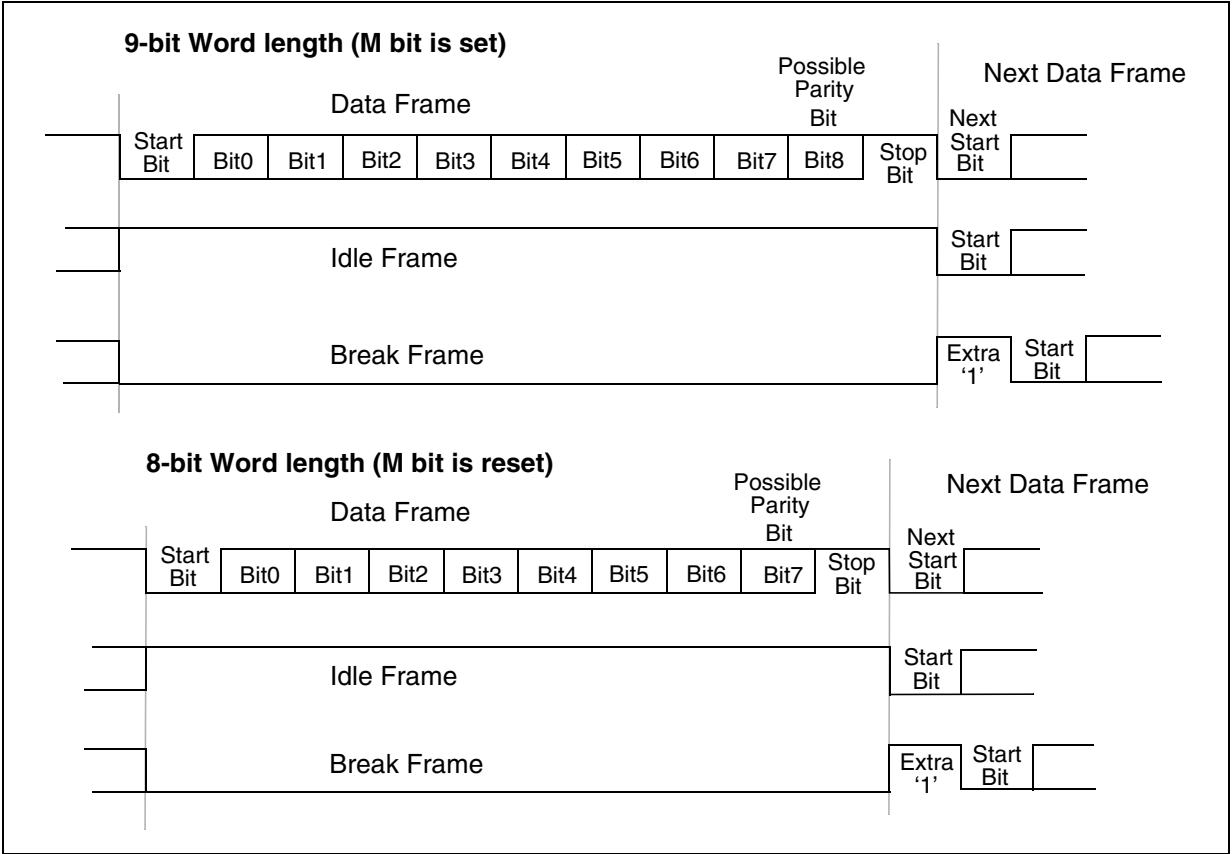 9-bit Word length (M bit is set)
Data Frame
Possible
Parity
Bit
Next Data Frame
Start
Bit
Bit0
Bit1
Bit2
Bit3
Bit4
Bit5
Bit6
Bit7
Bit8
Stop
Bit
Next
Start
Bit
Idle Frame
Start
Bit
Break Frame
Extra
‘1’
Start
Bit
8-bit Word length (M bit is reset)
Data Frame
Possible
Parity
Bit
Next Data Frame
Start
Bit
Bit0
Bit1
Bit2
Bit3
Bit4
Bit5
Bit6
Bit7
Stop
Bit
Next
Start
Bit
Idle Frame
Start
Bit
Break Frame
Extra
‘1’
Start
Bit